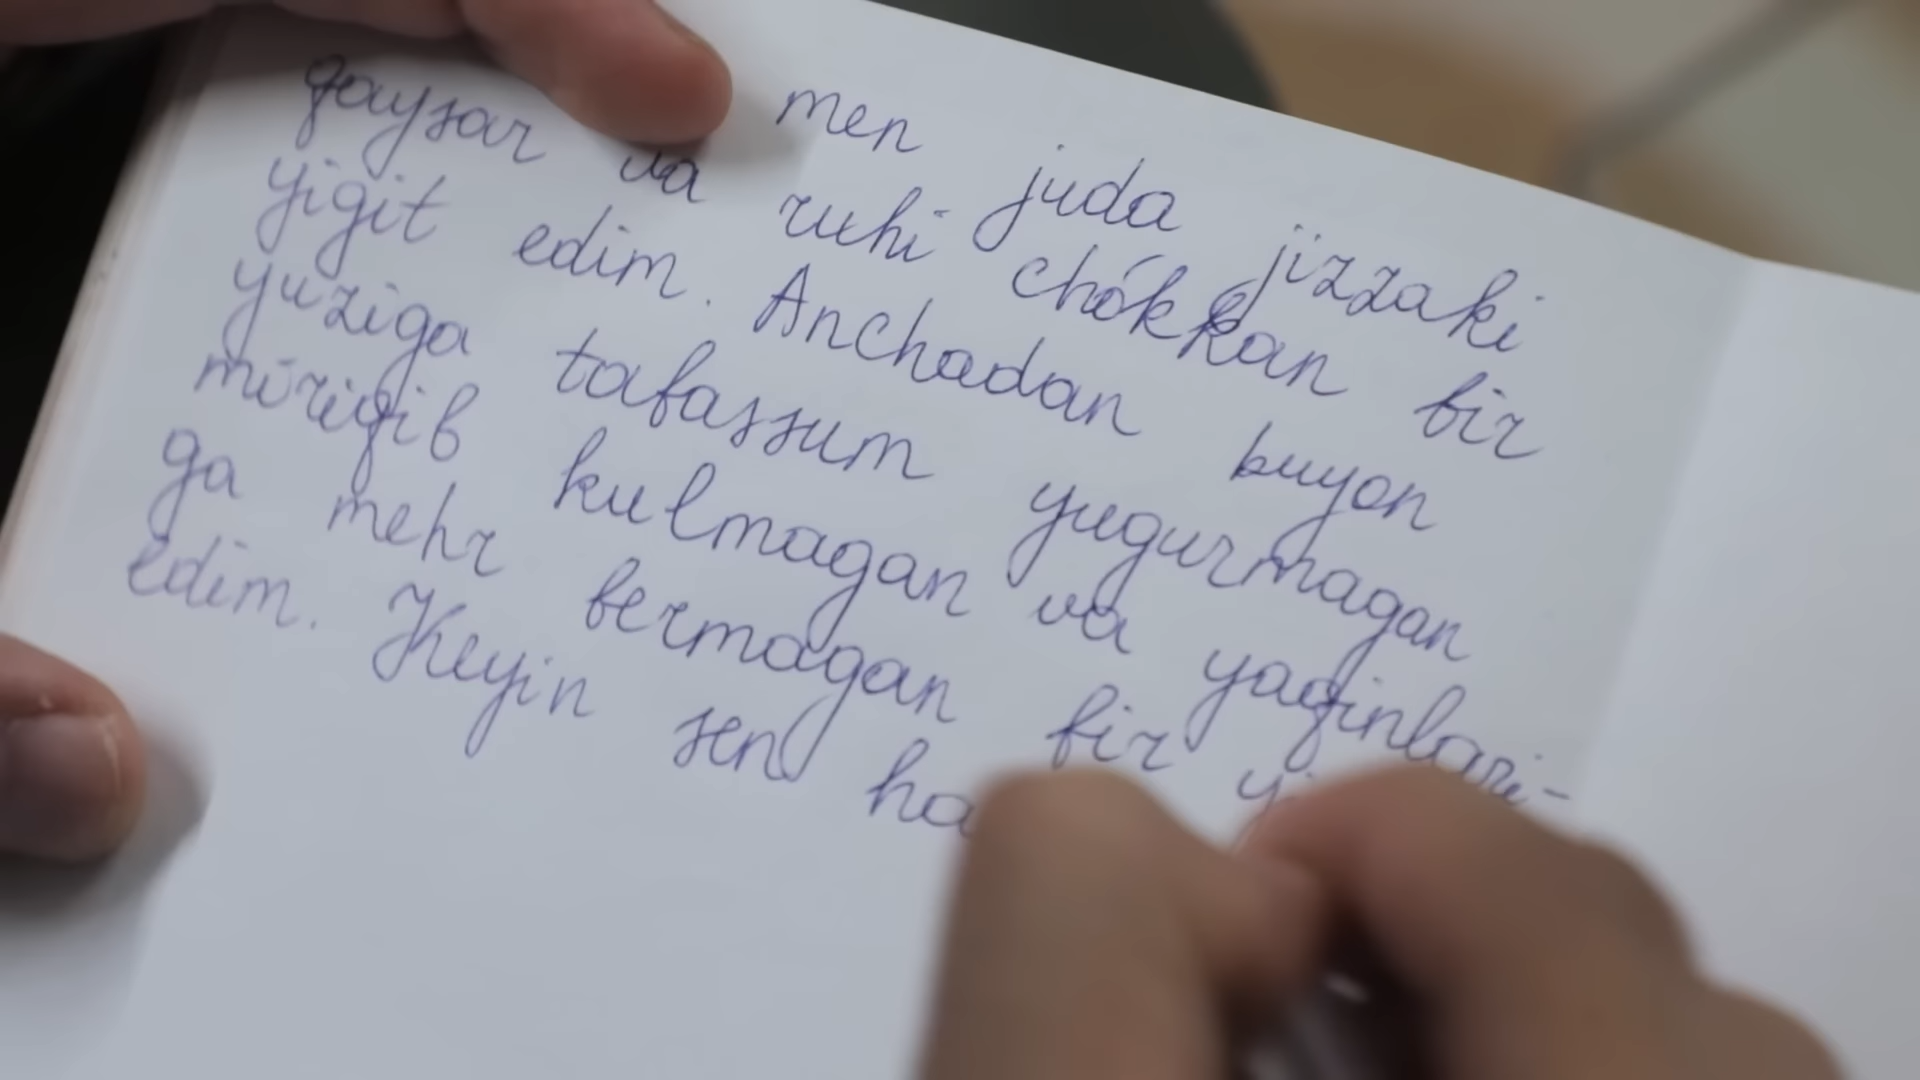 men juda jizzaki
qaysar va ruhi chókkan bir
yigit edim. Anchadan buyon
yuziga tabassum yugurmagan
miriqib kulmagan va yaqinlari-
ga mehr bermagan bir
edim. Keyin sen